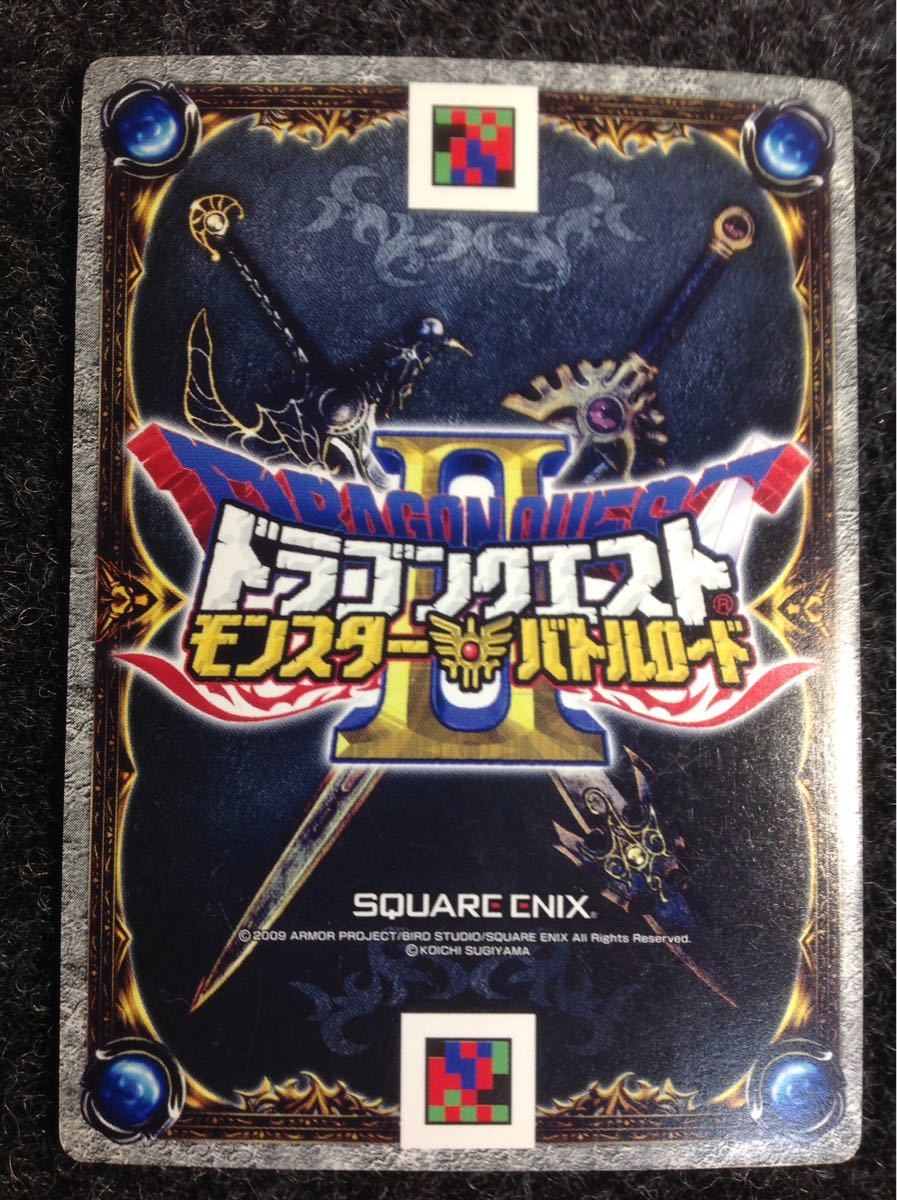 DRAGON QUEST
II
ドラゴンクエスト®
モンスターバトルロード
SQUARE ENIX®
©2009 ARMOR PROJECT/BIRD STUDIO/SQUARE ENIX All Rights Reserved.
©KOICHI SUGIYAMA